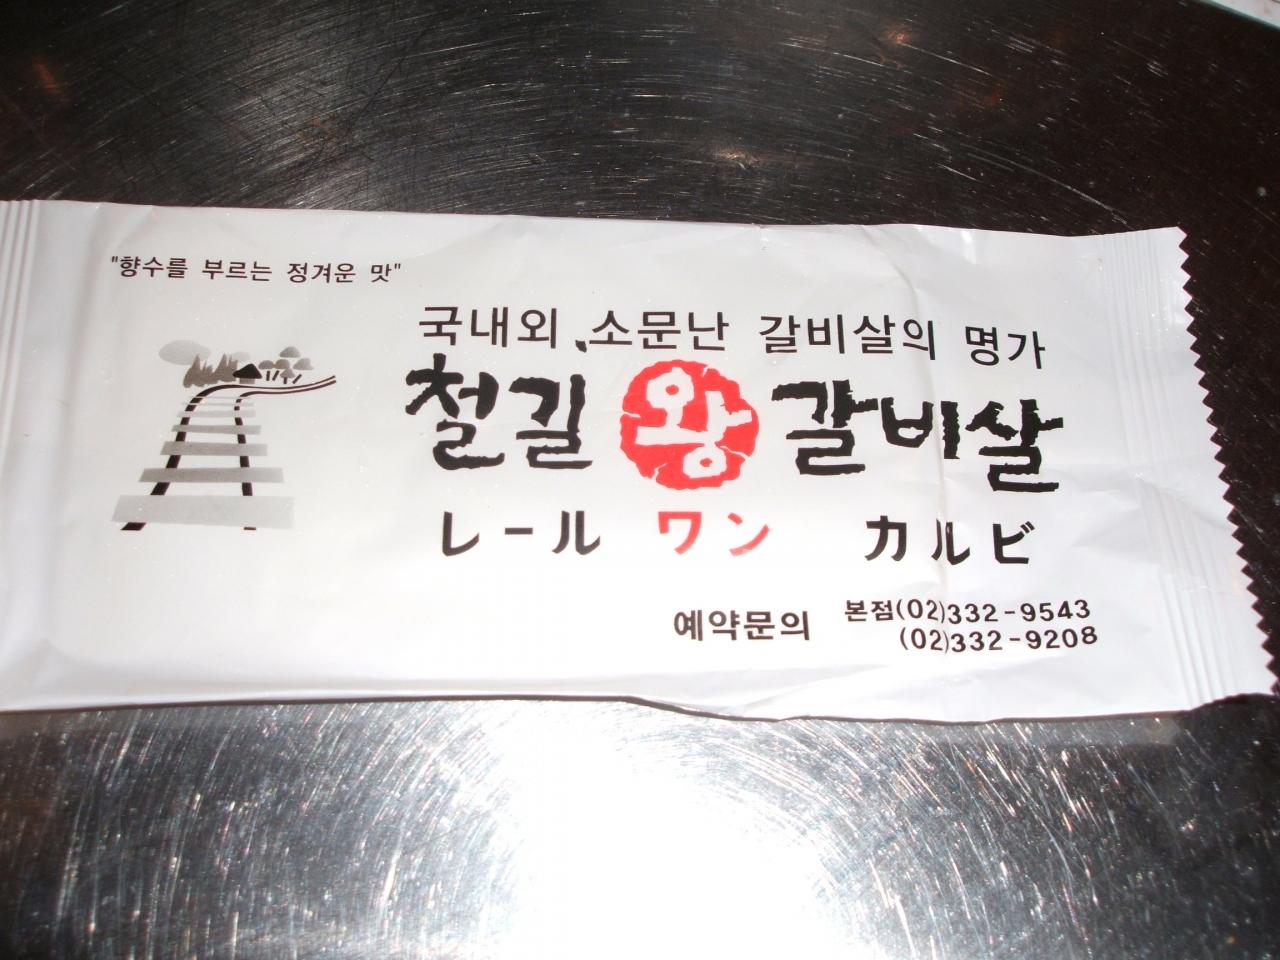 "향수를 부르는 정겨운 맛"
국내외 소문난 갈비살의 명가
철길 왕 갈비살
レール ワン カルビ
예약문의 본점(02)332-9543
(02)332-9208